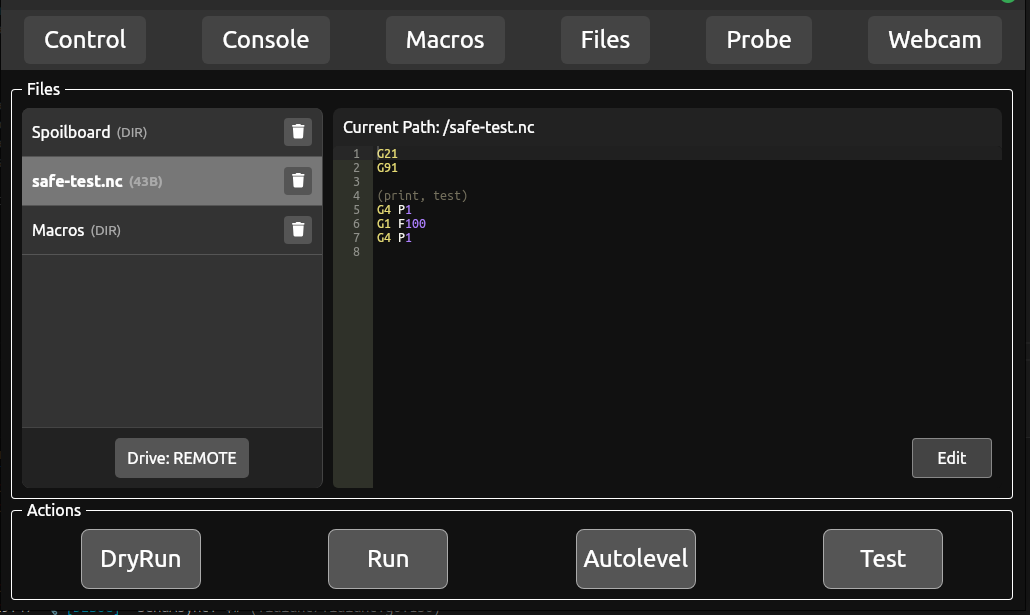 Control Console Macros Files Probe Webcam
Files
Spoilboard (DIR)
safe-test.nc (43B)
Macros (DIR)
Drive: REMOTE
Current Path: /safe-test.nc
1 G21
2 G91
3
4 (print, test)
5 G4 P1
6 G1 F100
7 G4 P1
8
Edit
Actions
DryRun Run Autolevel Test